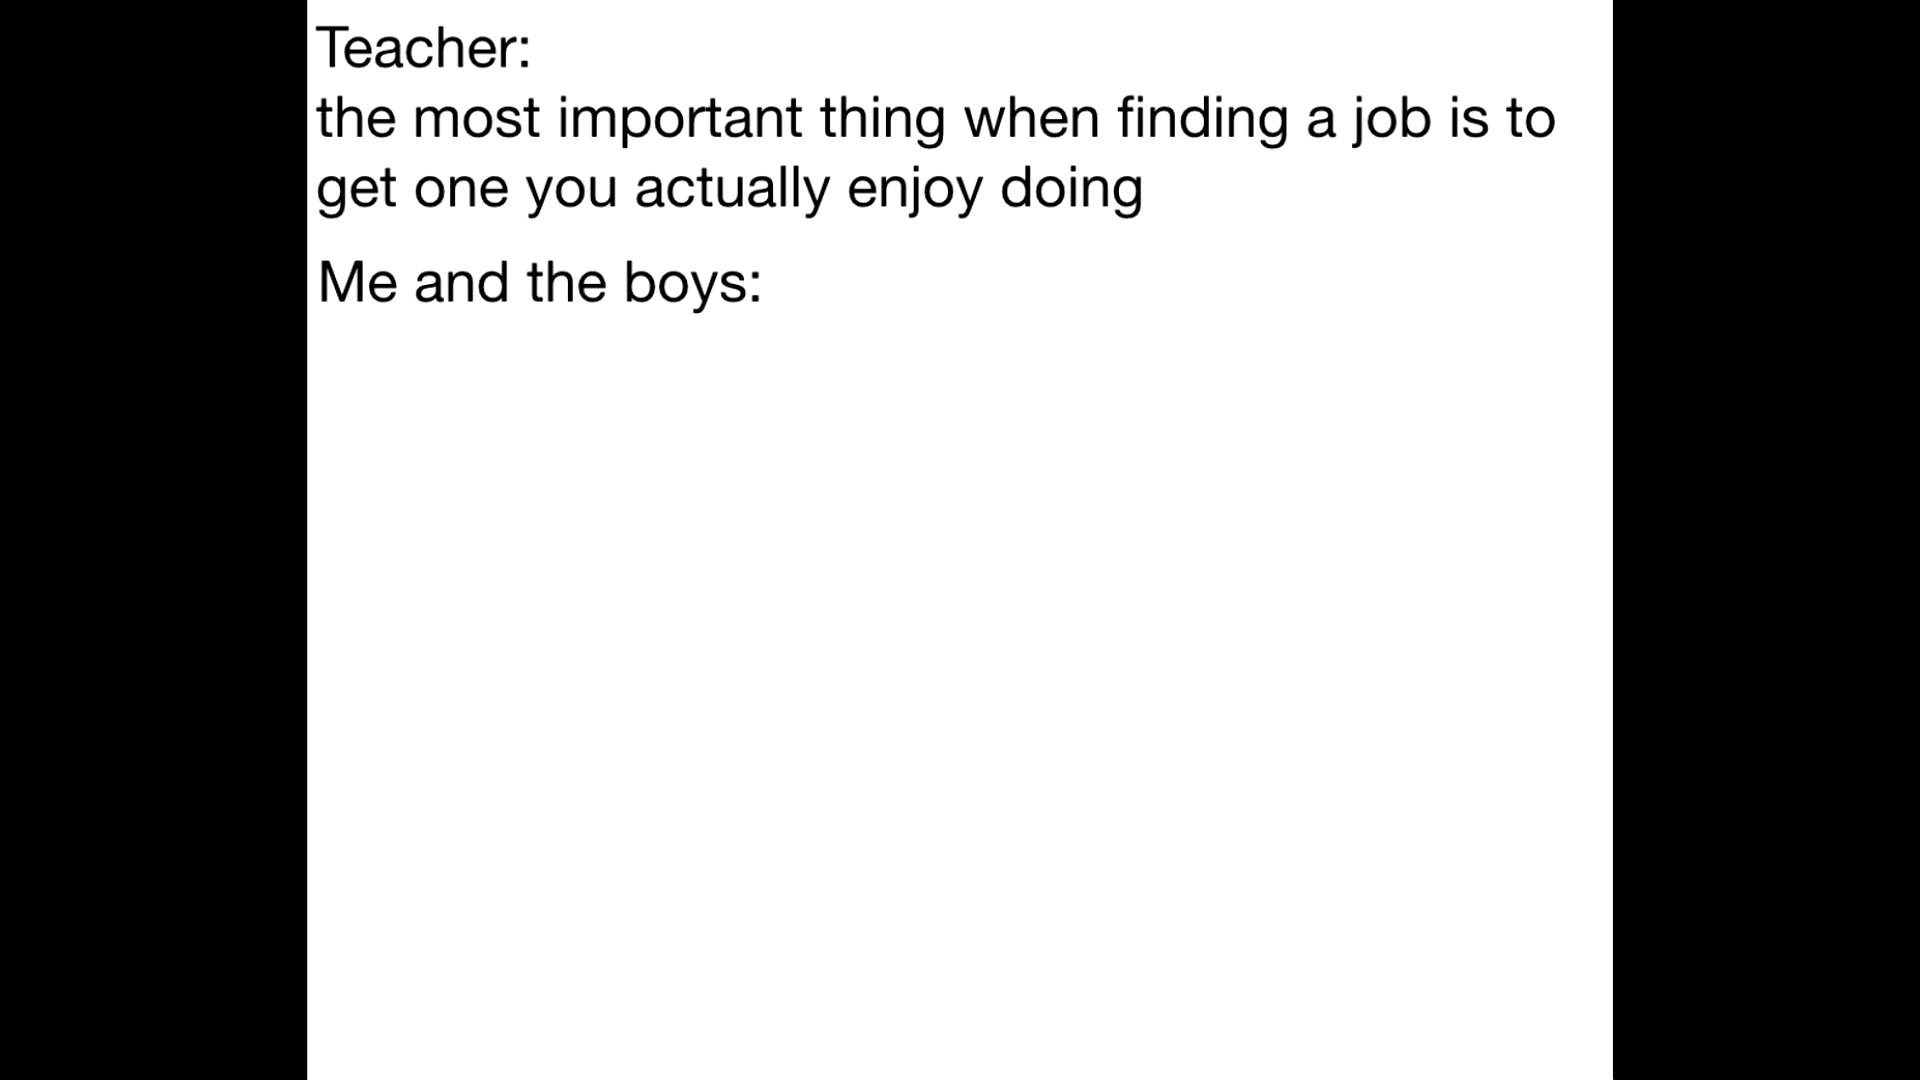 Teacher:
the most important thing when finding a job is to
get one you actually enjoy doing
Me and the boys: